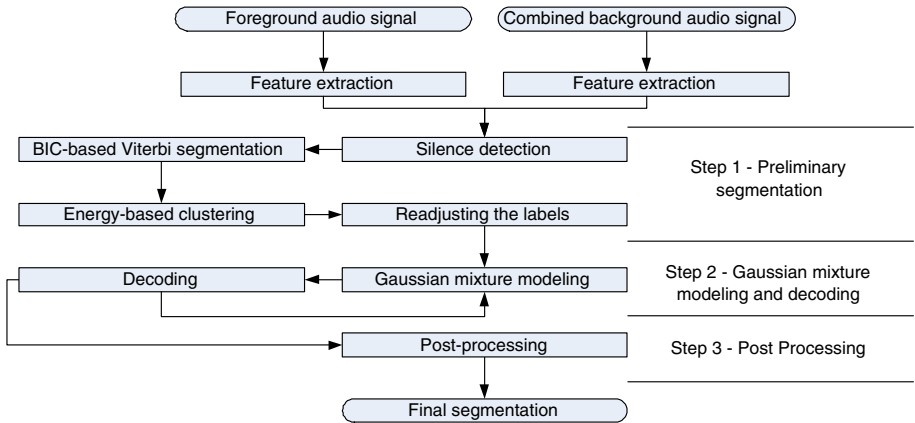 Foreground audio signal
Combined background audio signal
Feature extraction
Feature extraction
BIC-based Viterbi segmentation
Silence detection
Step 1 - Preliminary
segmentation
Energy-based clustering
Readjusting the labels
Decoding
Gaussian mixture modeling
Step 2 - Gaussian mixture
modeling and decoding
Post-processing
Step 3 - Post Processing
Final segmentation